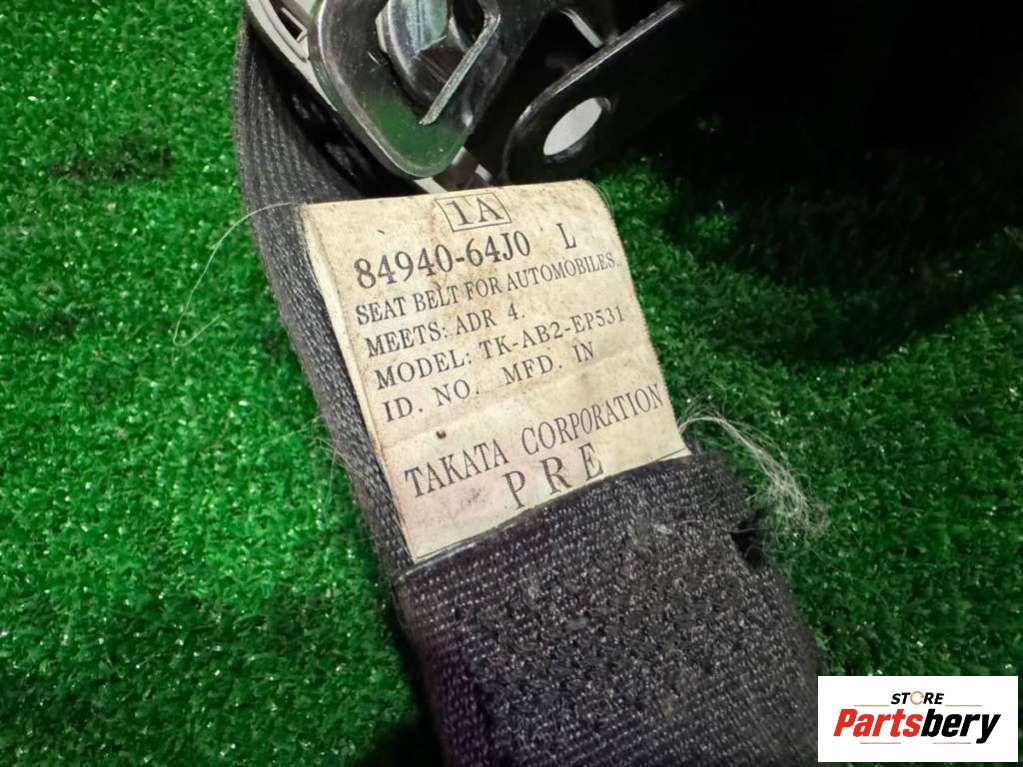 1A
84940-64J0 L
SEAT BELT FOR AUTOMOBILES.
MEETS: ADR 4.
MODEL: TK-AB2-EP531
ID. NO. MFD. IN
TAKATA CORPORATION
PRE
STORE
Partsbery